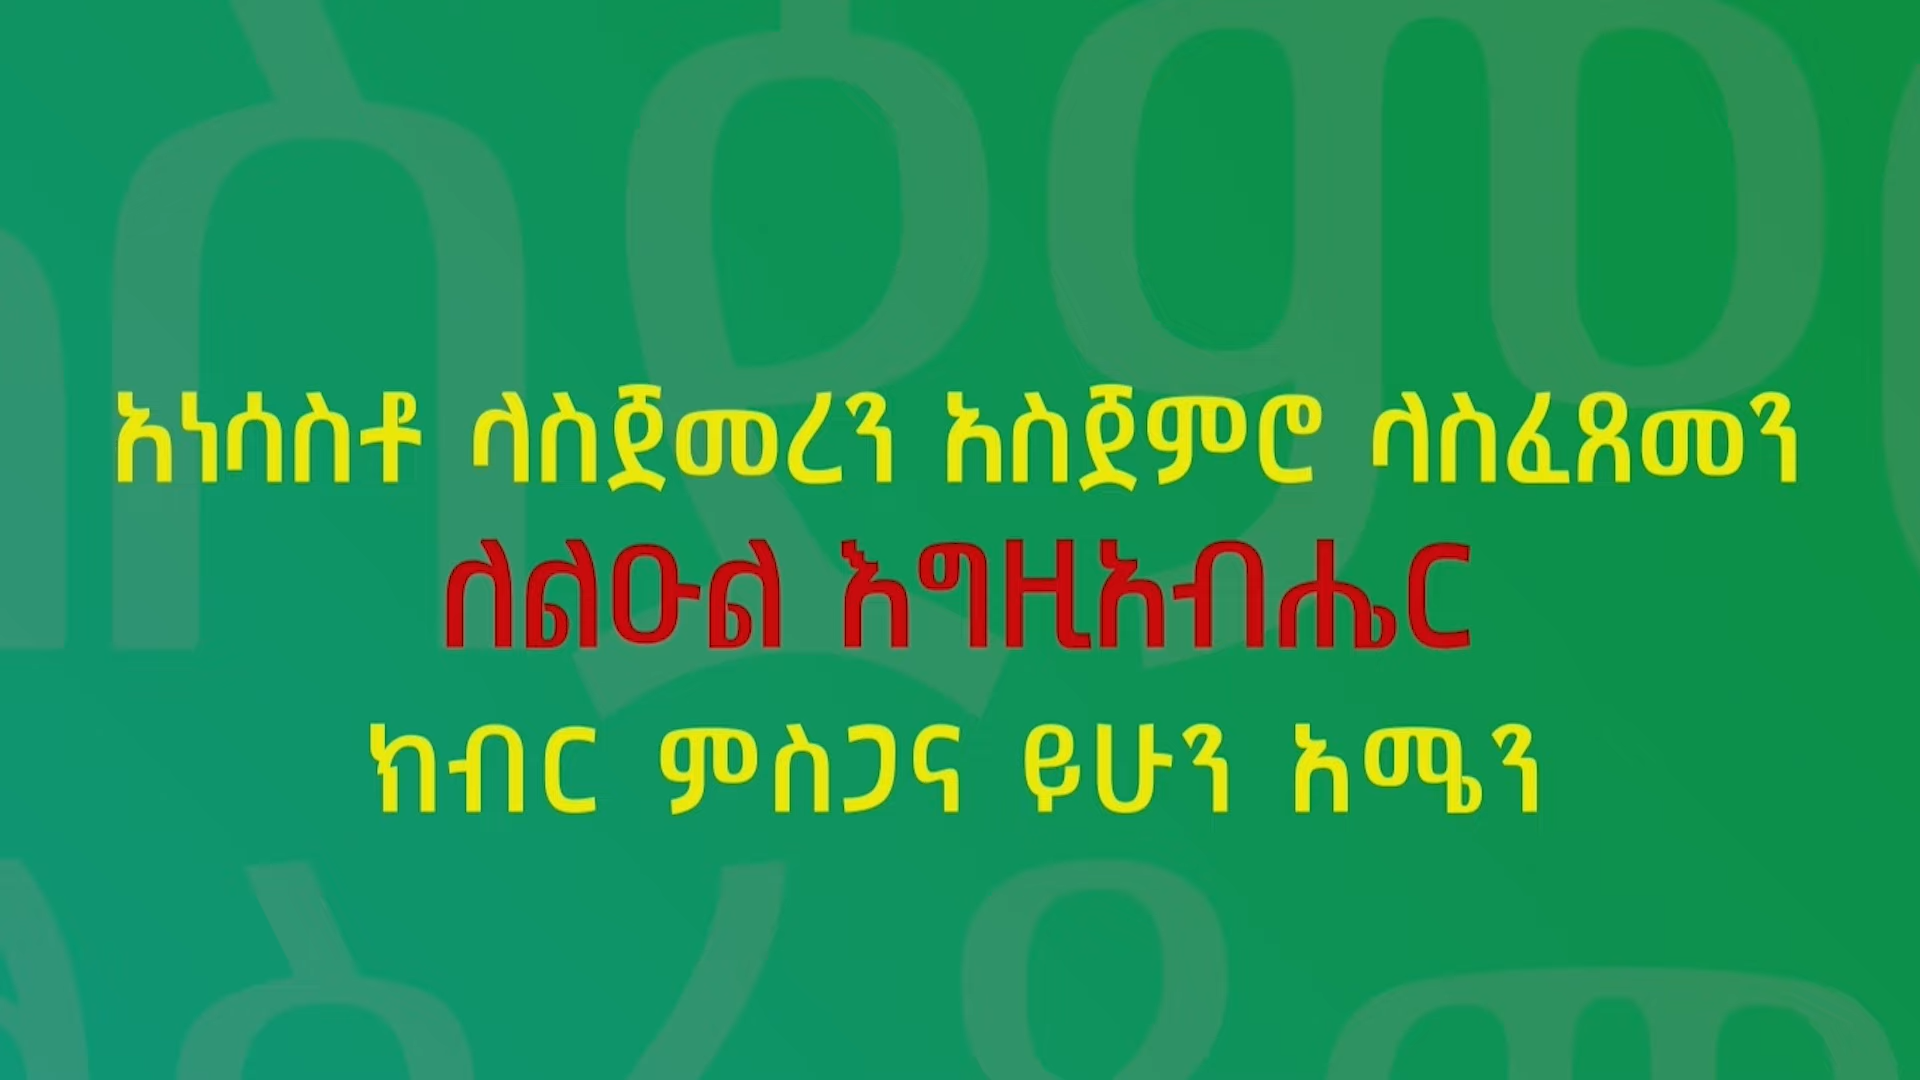 አነሳስቶ ላስጀመረን አስጀምሮ ላስፈጸመን
ለልዑል እግዚአብሔር
ክብር ምስጋና ይሁን አሜን